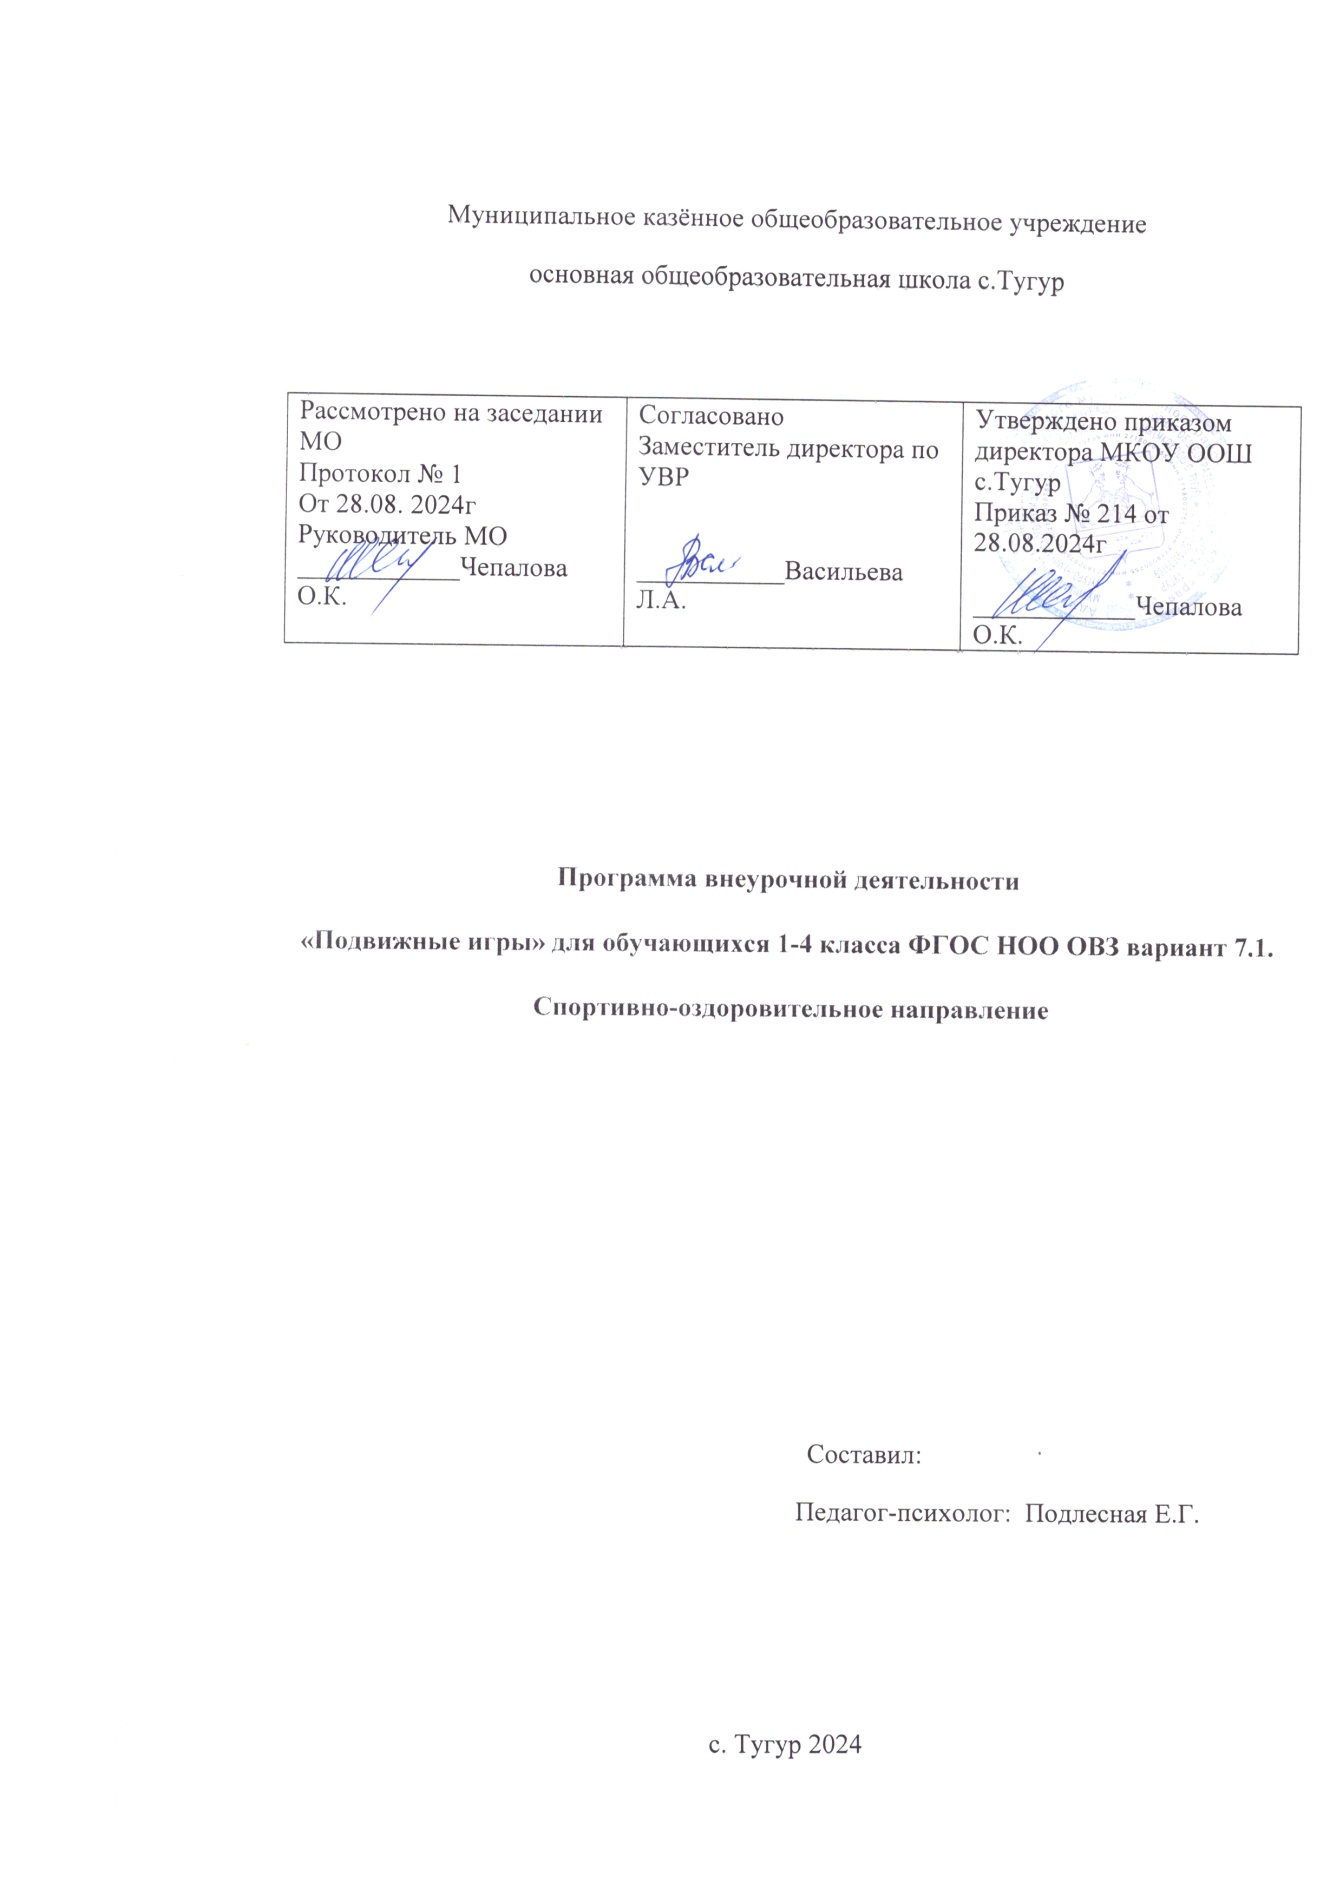 Муниципальное казённое общеобразовательное учреждение
основная общеобразовательная школа с.Тугур
Рассмотрено на заседании
МО
Протокол № 1
От 28.08. 2024г
Руководитель МО
____________Чепалова
О.К.
Согласовано
Заместитель директора по
УВР
___________Васильева
Л.А.
Утверждено приказом
директора МКОУ ООШ
с.Тугур
Приказ № 214 от
28.08.2024г
____________Чепалова
О.К.
Программа внеурочной деятельности
«Подвижные игры» для обучающихся 1-4 класса ФГОС НОО ОВЗ вариант 7.1.
Спортивно-оздоровительное направление
Составил:
Педагог-психолог: Подлесная Е.Г.
с. Тугур 2024